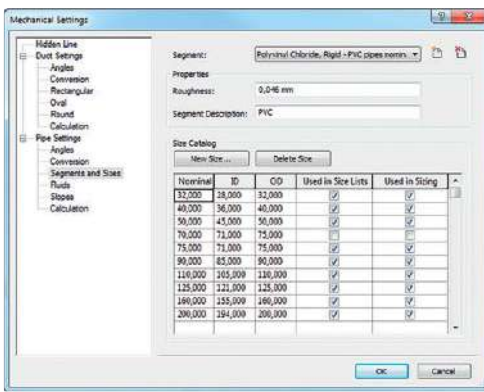 Mechanical Settings
Hidden Line
Duct Settings
Angles
Conversion
Rectangular
Oval
Round
Calculation
Pipe Settings
Angles
Conversion
Segments and Sizes
Fluids
Slopes
Calculation
Segment: Polyvinyl Chloride, Rigid - PVC pipes nomin.
Properties
Roughness: 0,046 mm
Segment Description: PVC
Size Catalog
New Size ... Delete Size
Nominal ID OD Used in Size Lists Used in Sizing
32,000 28,000 32,000
40,000 36,000 40,000
50,000 45,000 50,000
70,000 71,000 75,000
75,000 71,000 75,000
90,000 85,000 90,000
110,000 105,000 110,000
125,000 121,000 125,000
160,000 155,000 160,000
200,000 194,000 200,000
OK Cancel